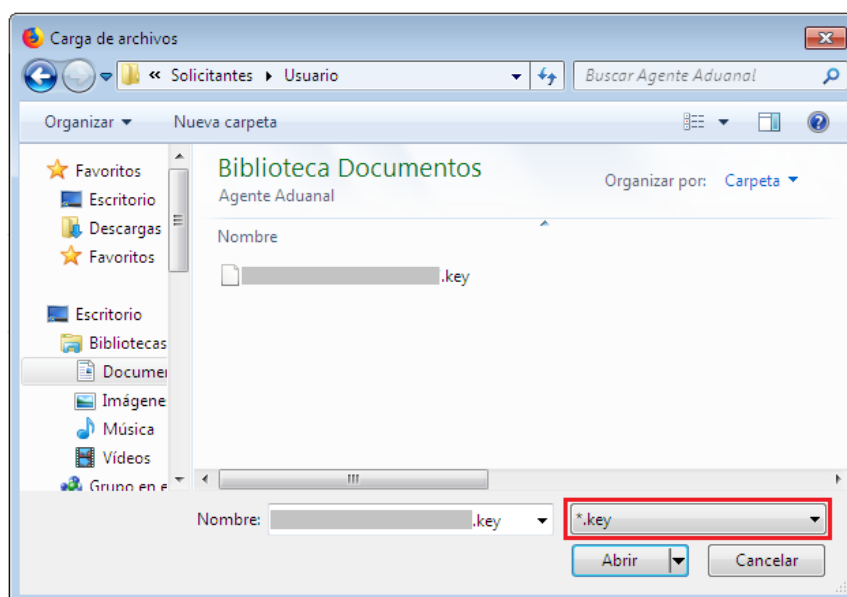 Carga de archivos
« Solicitantes ▸ Usuario
Buscar Agente Aduanal
Organizar
Nueva carpeta
Favoritos
Escritorio
Descargas
Favoritos
Escritorio
Bibliotecas
Documen
Imágene
Música
Vídeos
Grupo en e
Biblioteca Documentos
Agente Aduanal
Organizar por: Carpeta
Nombre
.key
Nombre: .key
*.key
Abrir
Cancelar